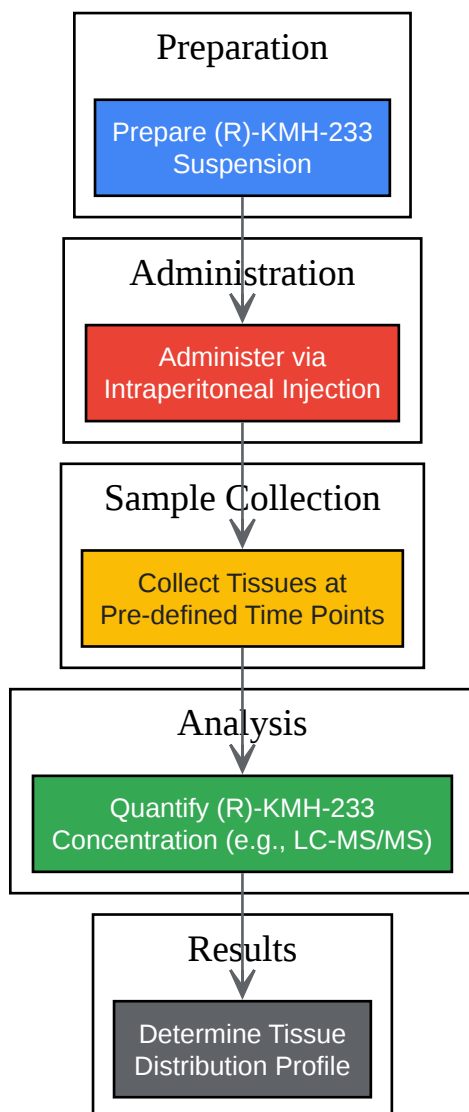 Preparation
Prepare (R)-KMH-233
Suspension
Administration
Administer via
Intraperitoneal Injection
Sample Collection
Collect Tissues at
Pre-defined Time Points
Analysis
Quantify (R)-KMH-233
Concentration (e.g., LC-MS/MS)
Results
Determine Tissue
Distribution Profile